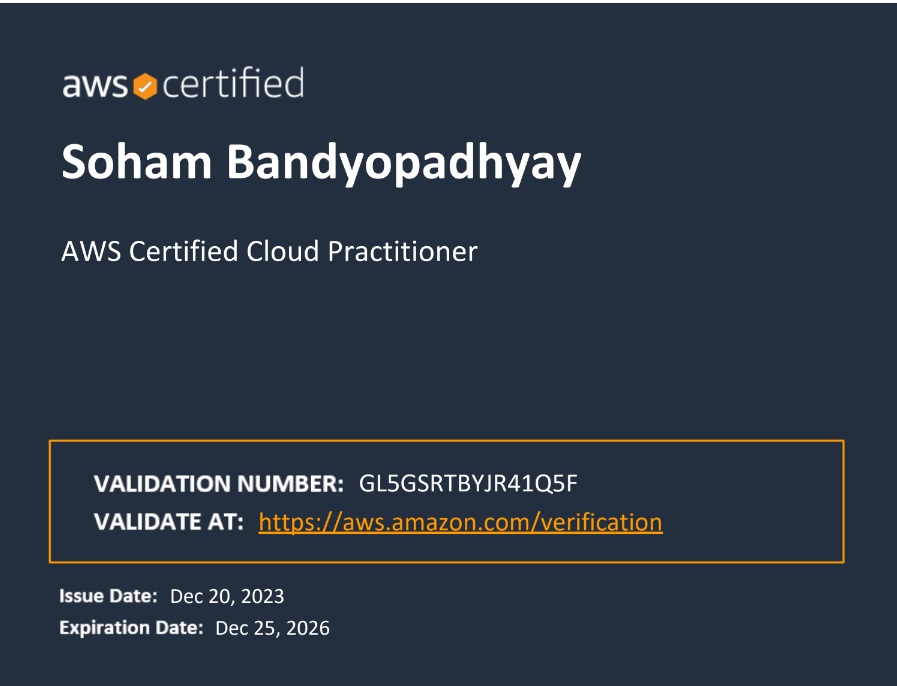 aws certified
Soham Bandyopadhyay
AWS Certified Cloud Practitioner
VALIDATION NUMBER: GL5GSRTBYJR41Q5F
VALIDATE AT: https://aws.amazon.com/verification
Issue Date: Dec 20, 2023
Expiration Date: Dec 25, 2026